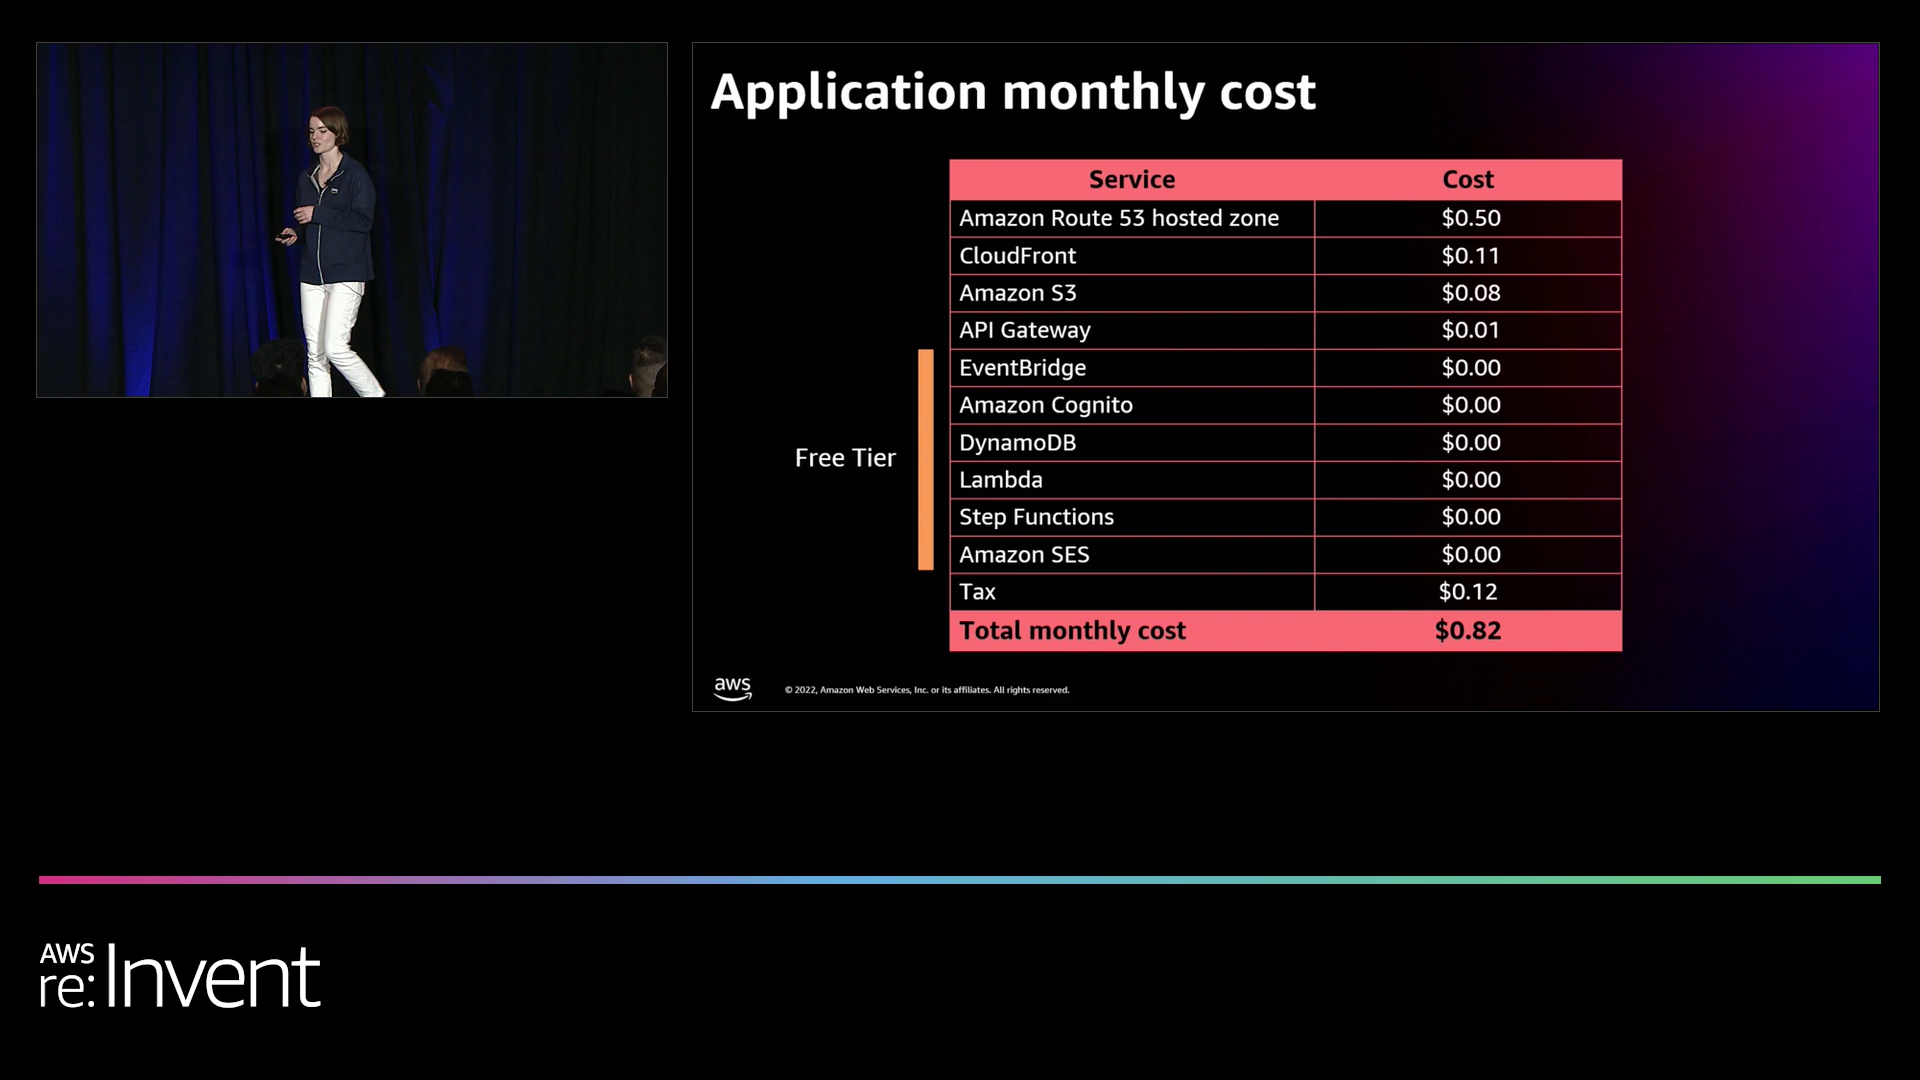 Application monthly cost
Service Cost
Amazon Route 53 hosted zone $0.50
CloudFront $0.11
Amazon S3 $0.08
API Gateway $0.01
EventBridge $0.00
Amazon Cognito $0.00
DynamoDB $0.00
Free Tier
Lambda $0.00
Step Functions $0.00
Amazon SES $0.00
Tax $0.12
Total monthly cost $0.82
aws
© 2022, Amazon Web Services, Inc. or its affiliates. All rights reserved.
AWS
re:Invent